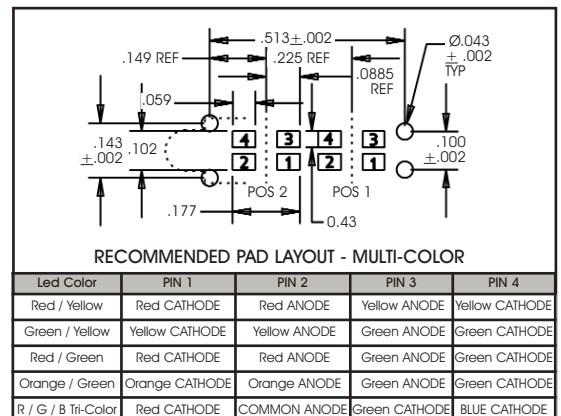 .513±.002
Ø.043
± .002
TYP
.149 REF
.225 REF
.0885
REF
.059
.143
±.002
.102
4 3 4 3
2 1 2 1
.100
±.002
POS 2 POS 1
.177
0.43
RECOMMENDED PAD LAYOUT - MULTI-COLOR
Led Color PIN 1 PIN 2 PIN 3 PIN 4
Red / Yellow Red CATHODE Red ANODE Yellow ANODE Yellow CATHODE
Green / Yellow Yellow CATHODE Yellow ANODE Green ANODE Green CATHODE
Red / Green Red CATHODE Red ANODE Green ANODE Green CATHODE
Orange / Green Orange CATHODE Orange ANODE Green ANODE Green CATHODE
R / G / B Tri-Color Red CATHODE COMMON ANODE Green CATHODE BLUE CATHODE